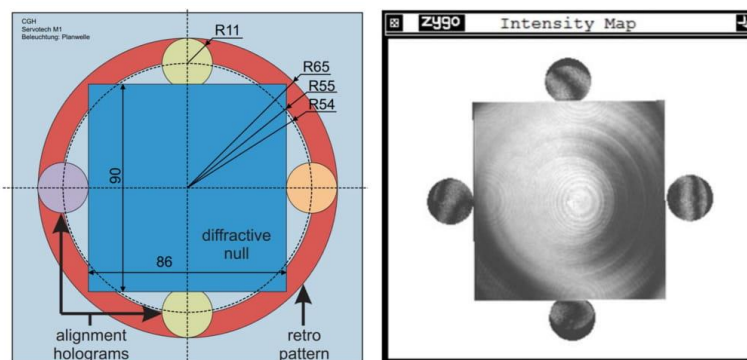 CGH
Servotech M1
Beleuchtung: Planwelle
R11
R65
R55
R54
90
diffractive
null
86
alignment
holograms
retro
pattern
zygo
Intensity Map